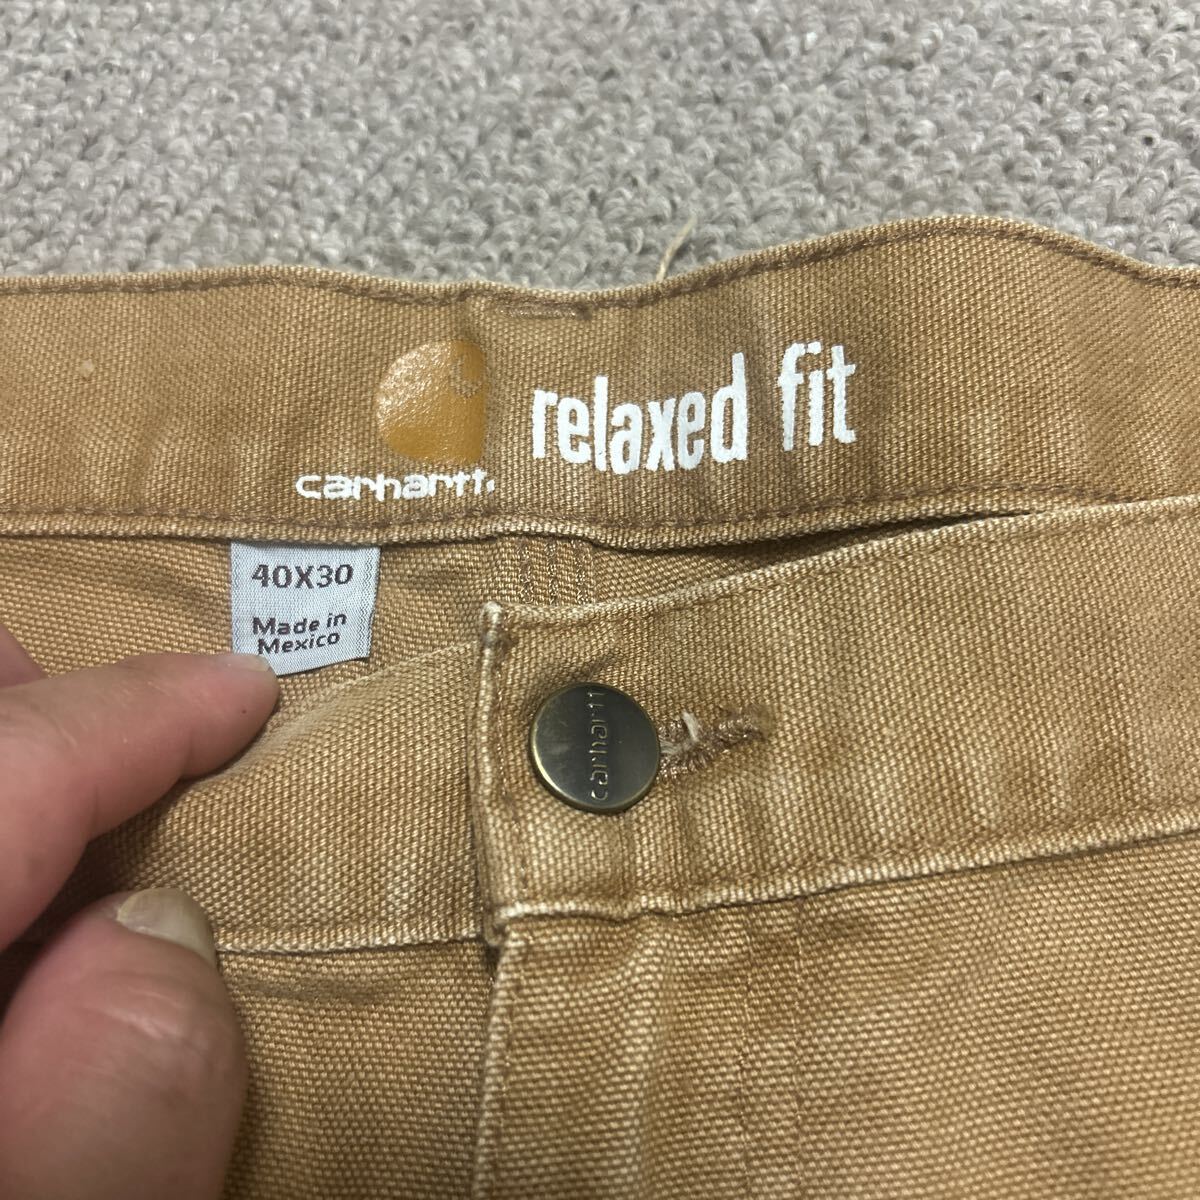 relaxed fit
carhartt
40X30
Made in
Mexico
carhartt